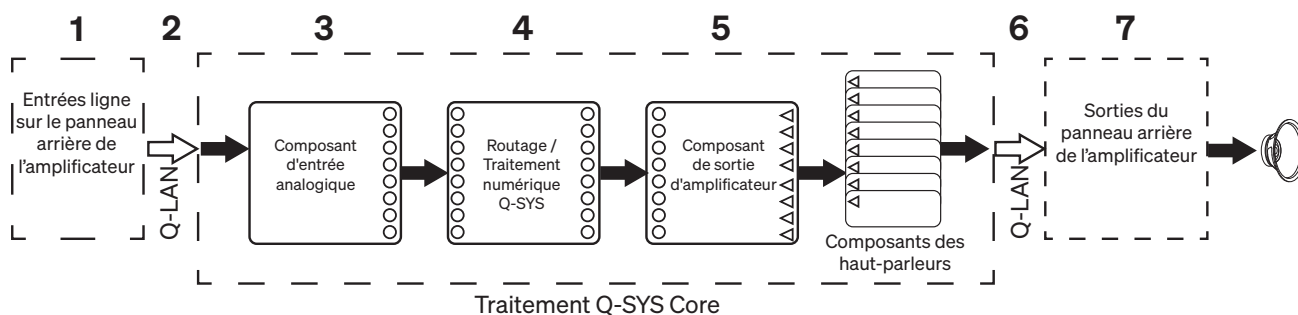 1
2
3
4
5
6
7
Entrées ligne
sur le panneau
arrière de
l'amplificateur
Q-LAN
Composant
d'entrée
analogique
Routage /
Traitement
numérique
Q-SYS
Composant
de sortie
d'amplificateur
Composants des
haut-parleurs
Q-LAN
Sorties du
panneau arrière
de l'amplificateur
Traitement Q-SYS Core